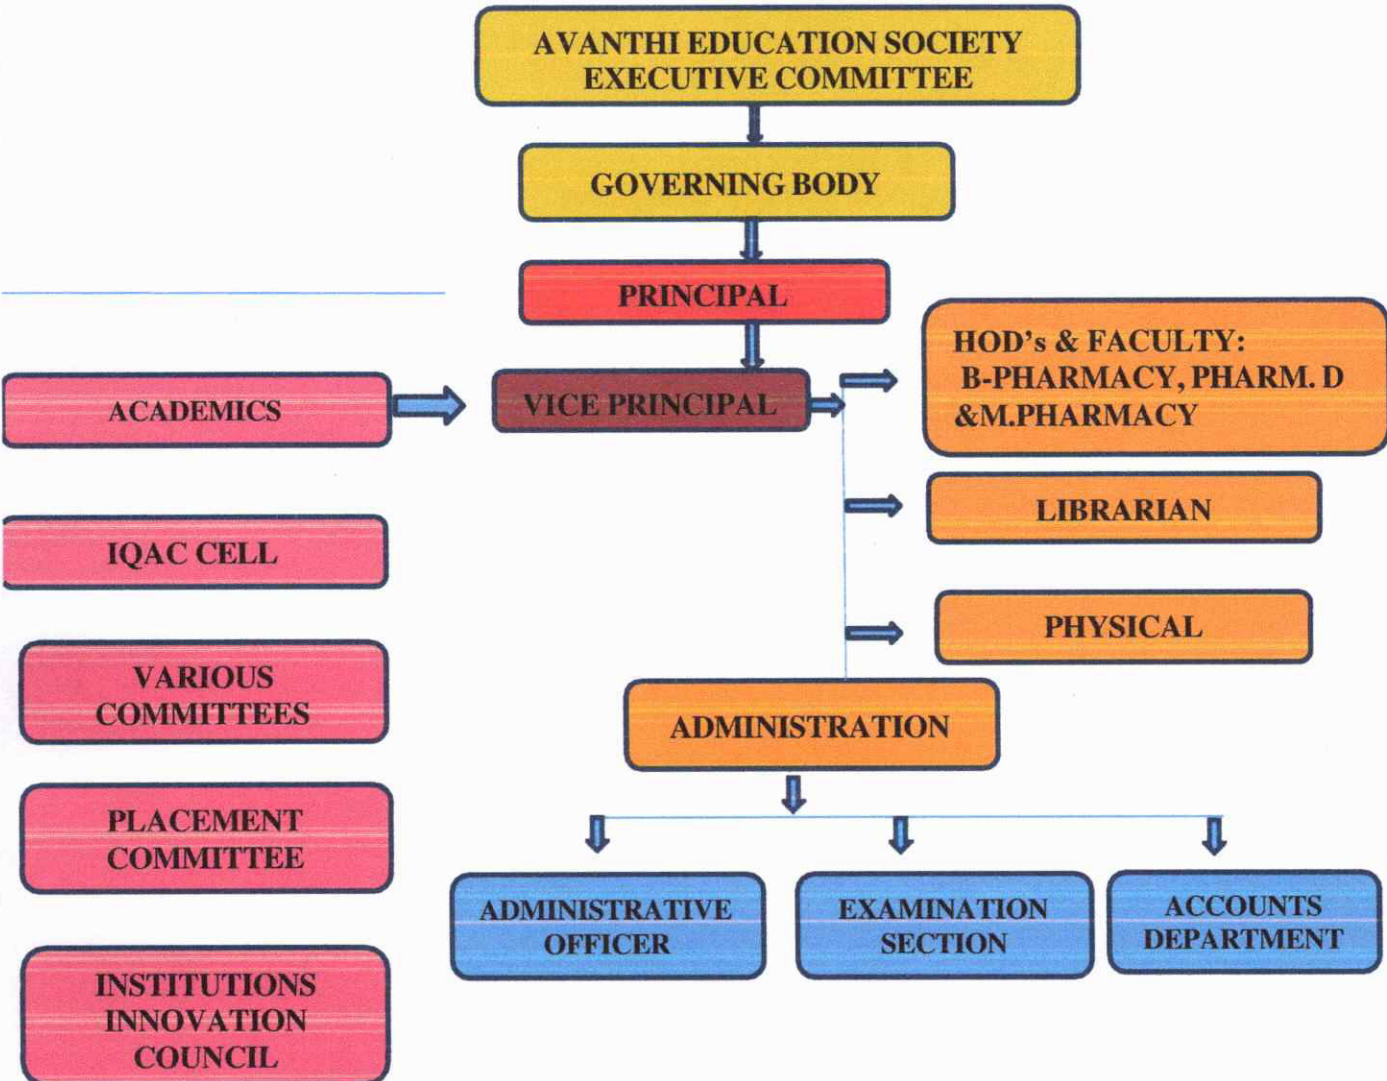 AVANTHI EDUCATION SOCIETY
EXECUTIVE COMMITTEE
GOVERNING BODY
PRINCIPAL
HOD's & FACULTY:
B-PHARMACY, PHARM. D
&M.PHARMACY
ACADEMICS
VICE PRINCIPAL
LIBRARIAN
IQAC CELL
PHYSICAL
VARIOUS
COMMITTEES
ADMINISTRATION
PLACEMENT
COMMITTEE
ADMINISTRATIVE
OFFICER
EXAMINATION
SECTION
ACCOUNTS
DEPARTMENT
INSTITUTIONS
INNOVATION
COUNCIL